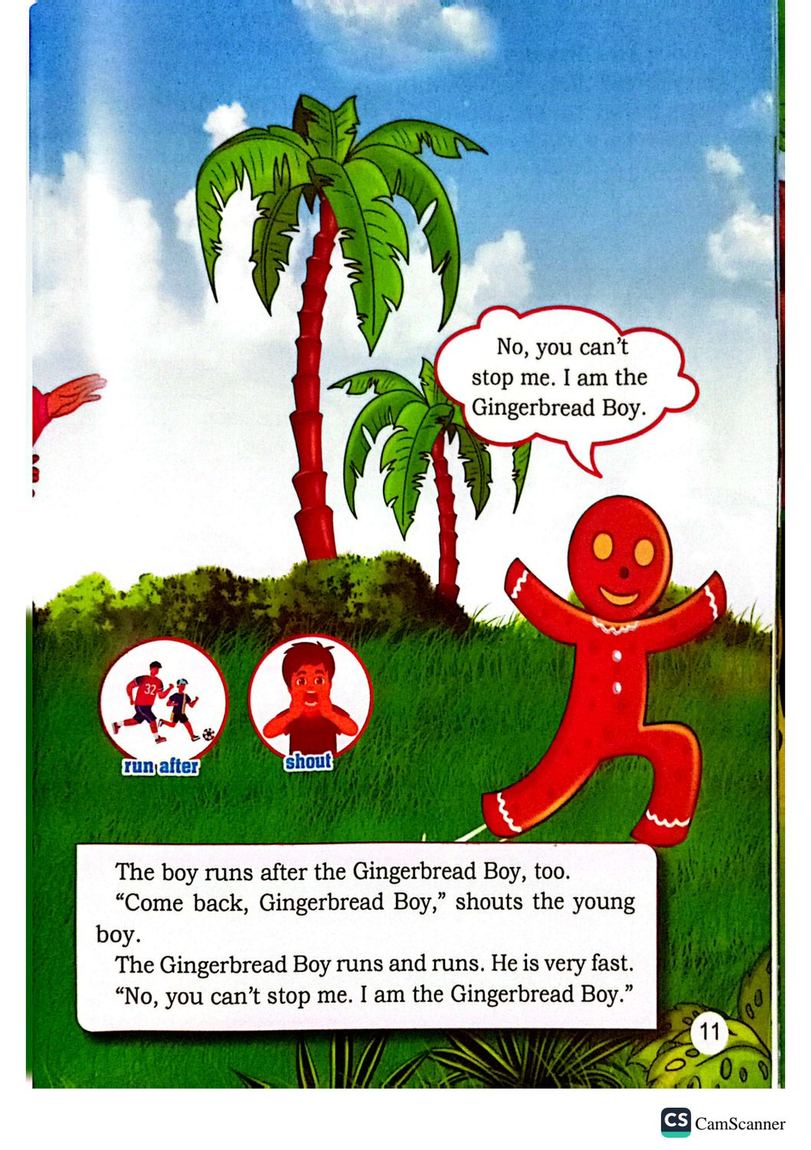 No, you can't
stop me. I am the
Gingerbread Boy.
32
run after
shout
The boy runs after the Gingerbread Boy, too.
“Come back, Gingerbread Boy,” shouts the young
boy.
The Gingerbread Boy runs and runs. He is very fast.
“No, you can't stop me. I am the Gingerbread Boy.”
11
CS CamScanner